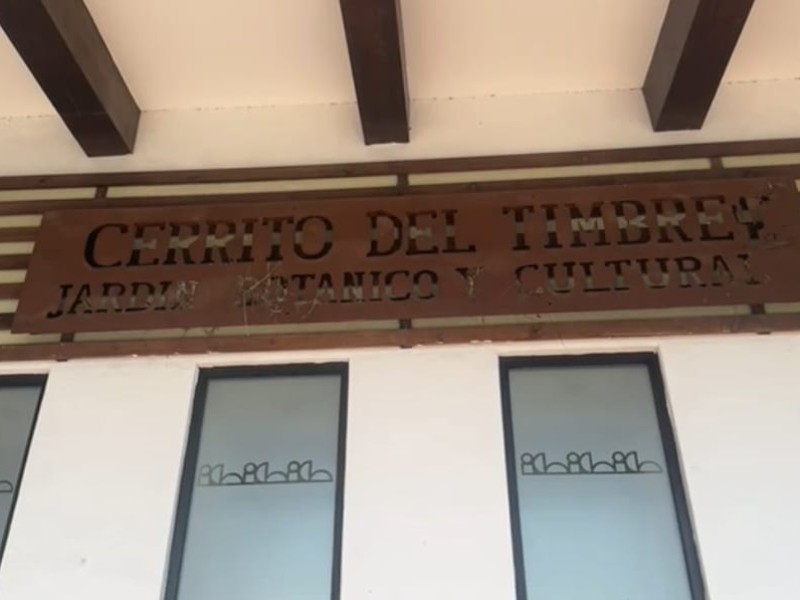 CERRITO DEL TIMBRE
JARDIN BOTANICO Y CULTURAL